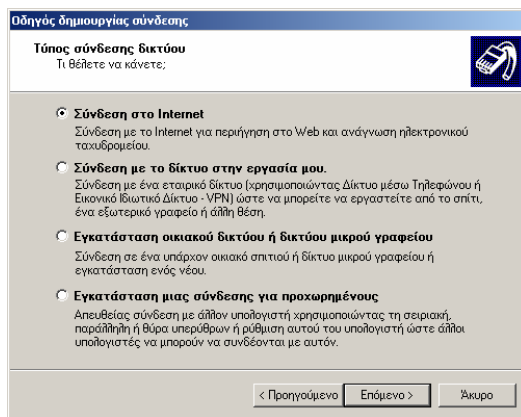 Οδηγός δημιουργίας σύνδεσης
Τύπος σύνδεσης δικτύου
Τι θέλετε να κάνετε;
Σύνδεση στο Internet
Σύνδεση με το Internet για περιήγηση στο Web και ανάγνωση ηλεκτρονικού
ταχυδρομείου.
Σύνδεση με το δίκτυο στην εργασία μου.
Σύνδεση με ένα εταιρικό δίκτυο (χρησιμοποιώντας Δίκτυο μέσω Τηλεφώνου ή
Εικονικό Ιδιωτικό Δίκτυο - VPN) ώστε να μπορείτε να εργαστείτε από το σπίτι,
ένα εξωτερικό γραφείο ή άλλη θέση.
Εγκατάσταση οικιακού δικτύου ή δικτύου μικρού γραφείου
Σύνδεση σε ένα υπάρχον οικιακό σπιτιού ή δίκτυο μικρού γραφείου ή
εγκατάσταση ενός νέου.
Εγκατάσταση μιας σύνδεσης για προχωρημένους
Απευθείας σύνδεση με άλλον υπολογιστή χρησιμοποιώντας τη σειριακή,
παράλληλη ή θύρα υπερύθρων ή ρύθμιση αυτού του υπολογιστή ώστε άλλοι
υπολογιστές να μπορούν να συνδέονται με αυτόν.
< Προηγούμενο Επόμενο > Άκυρο